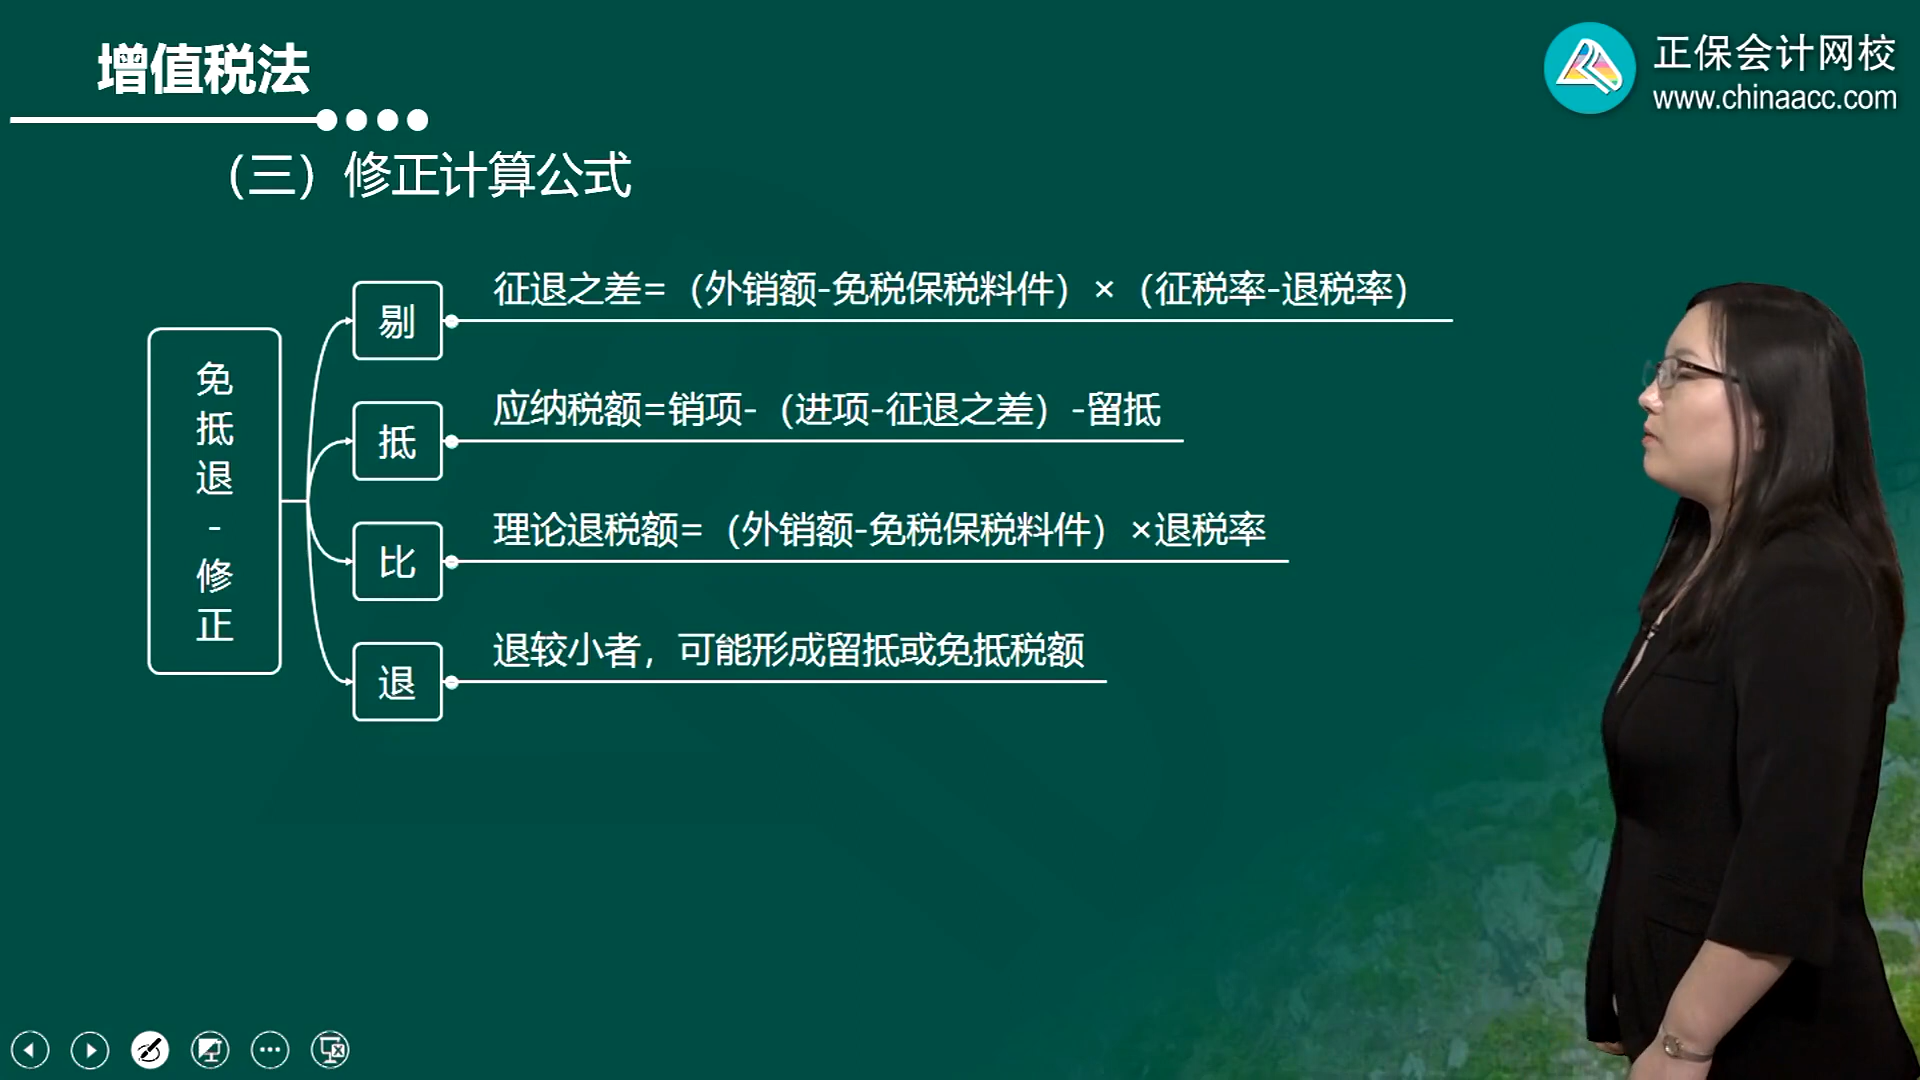 增值税法
正保会计网校
www.chinaacc.com
（三）修正计算公式
免抵退-修正
剔
征退之差=（外销额-免税保税料件）×（征税率-退税率）
抵
应纳税额=销项-（进项-征退之差）-留抵
比
理论退税额=（外销额-免税保税料件）×退税率
退
退较小者，可能形成留抵或免抵税额